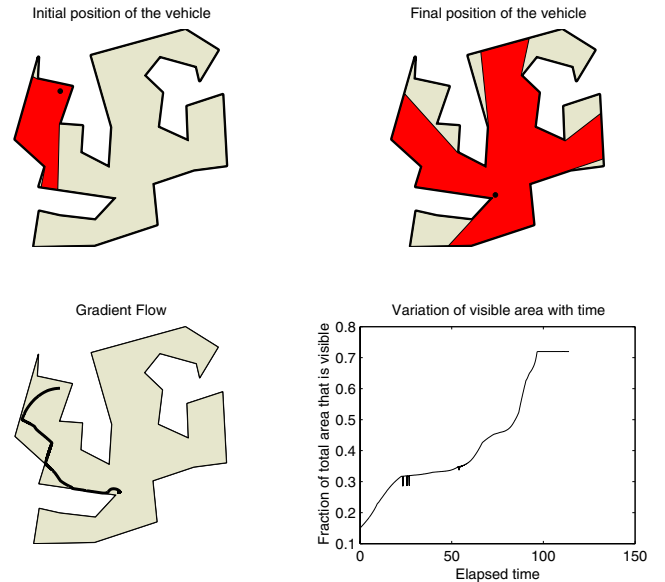 Initial position of the vehicle
Final position of the vehicle
Gradient Flow
Variation of visible area with time
Fraction of total area that is visible
0.8
0.7
0.6
0.5
0.4
0.3
0.2
0.1
0
50
100
150
Elapsed time